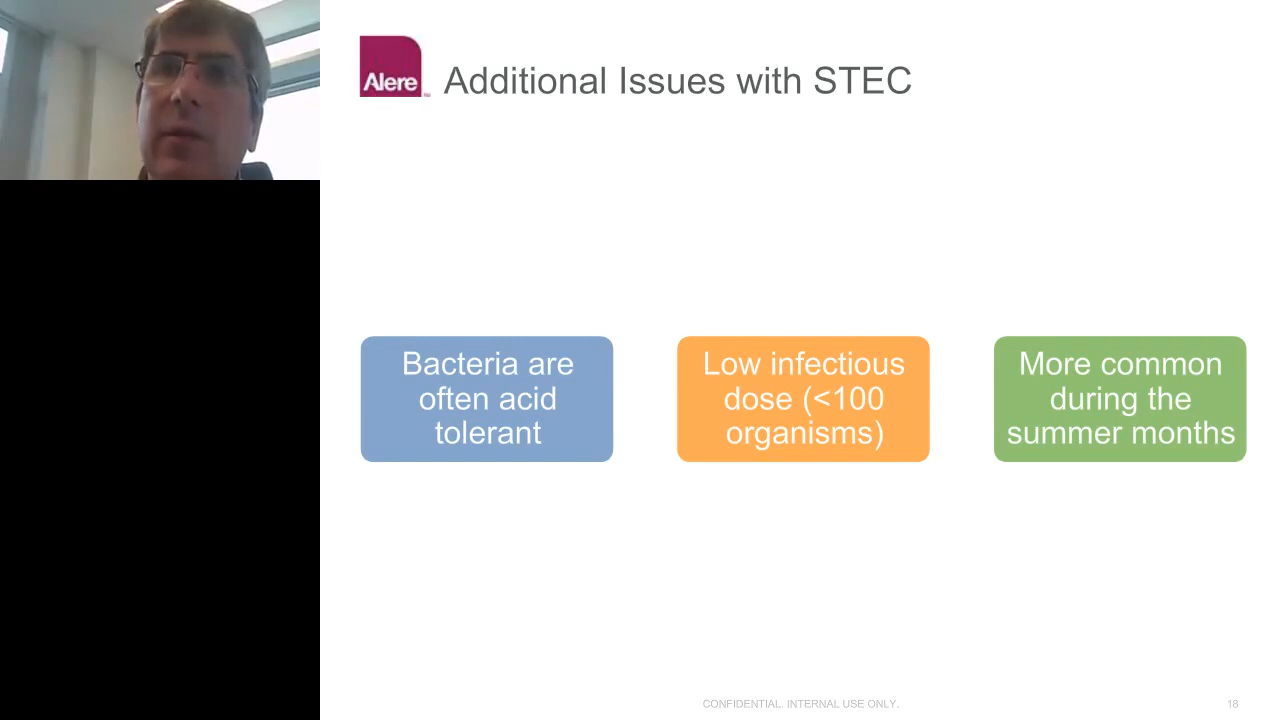 Alere
Additional Issues with STEC
Bacteria are
often acid
tolerant
Low infectious
dose (<100
organisms)
More common
during the
summer months
CONFIDENTIAL. INTERNAL USE ONLY.
18